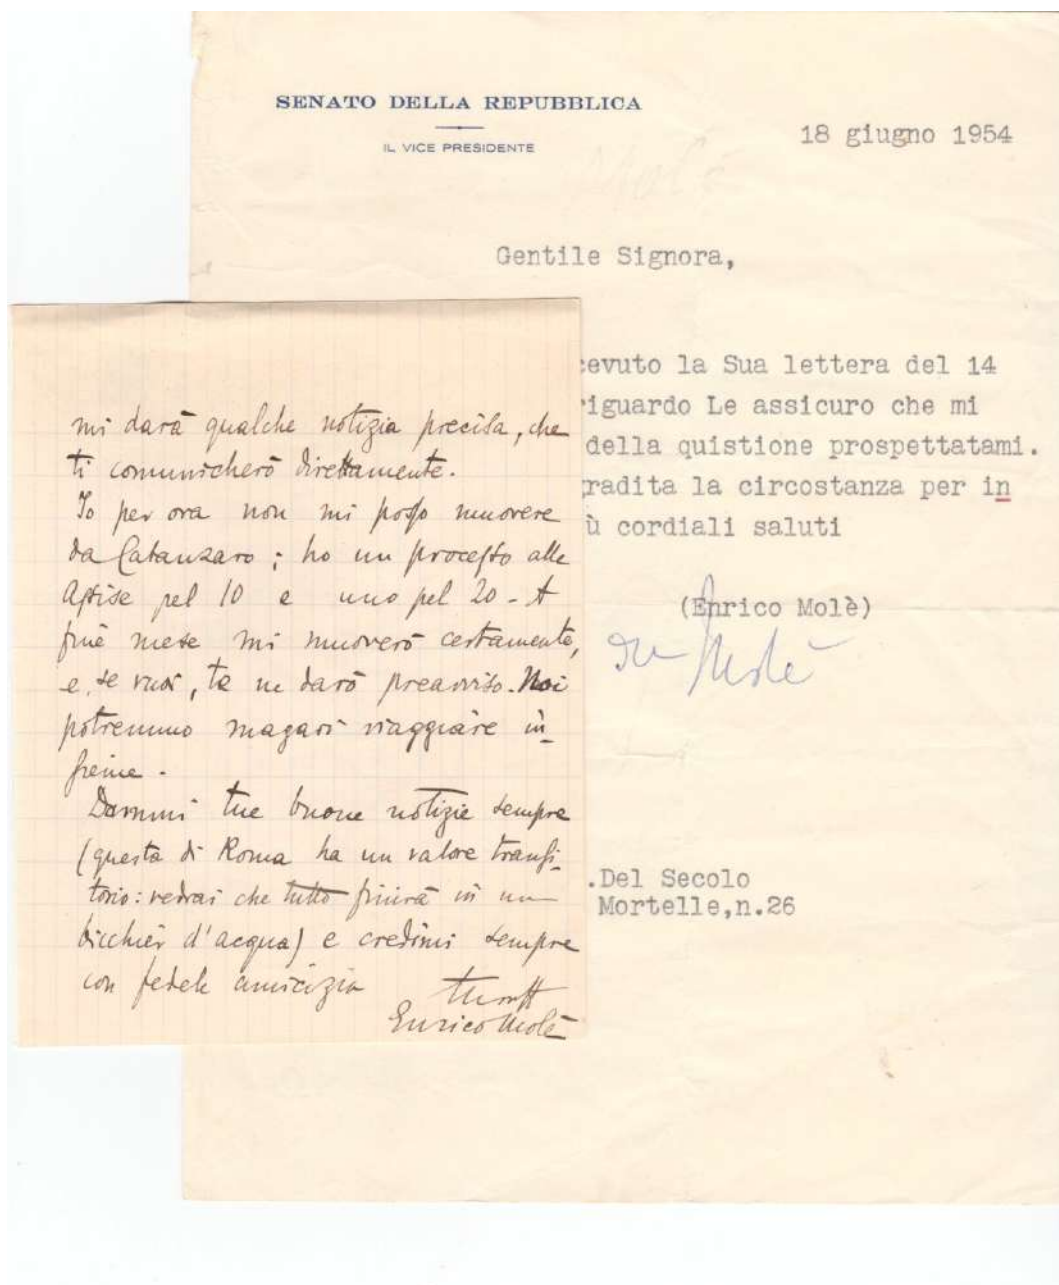 SENATO DELLA REPUBBLICA
IL VICE PRESIDENTE
18 giugno 1954
Molè
Gentile Signora,
cevuto la Sua lettera del 14
riguardo Le assicuro che mi
della quistione prospettatami.
gradita la circostanza per in
ù cordiali saluti
(Enrico Molè)
Molè
.Del Secolo
Mortelle,n.26
mi darà qualche notizia precisa, che
ti comunicherò direttamente.
Io per ora non mi posso muovere
da Catanzaro; ho un processo alle
Assise pel 10 e uno pel 20 - A
fine mese mi muoverò certamente,
e, se vuoi, te ne darò preavviso. Noi
potremmo magari viaggiare in-
sieme.
Dammi tue buone notizie sempre
(questa di Roma ha un valore transi-
torio: vedrai che tutto finirà in un
bicchier d'acqua) e credimi sempre
con fedele amicizia
Enrico Molè